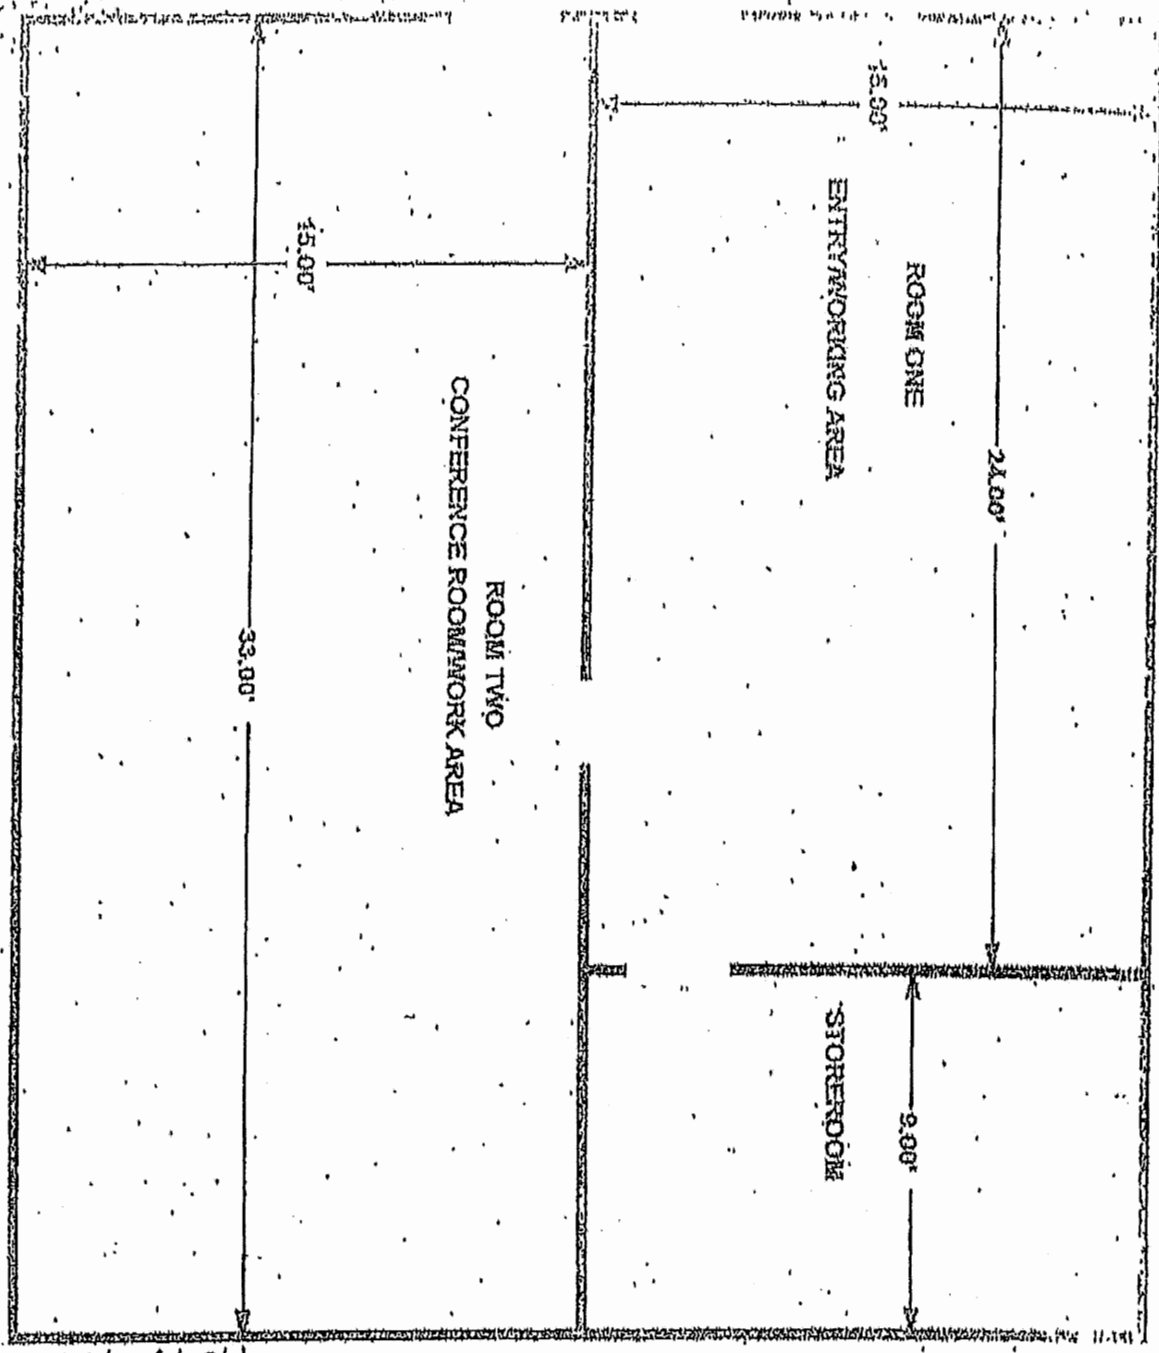 15.00'
24.00'
ROOM ONE
ENTRY/WORKING AREA
15.00'
ROOM TWO
CONFERENCE ROOM/WORK AREA
33.00'
STOREROOM
9.00'